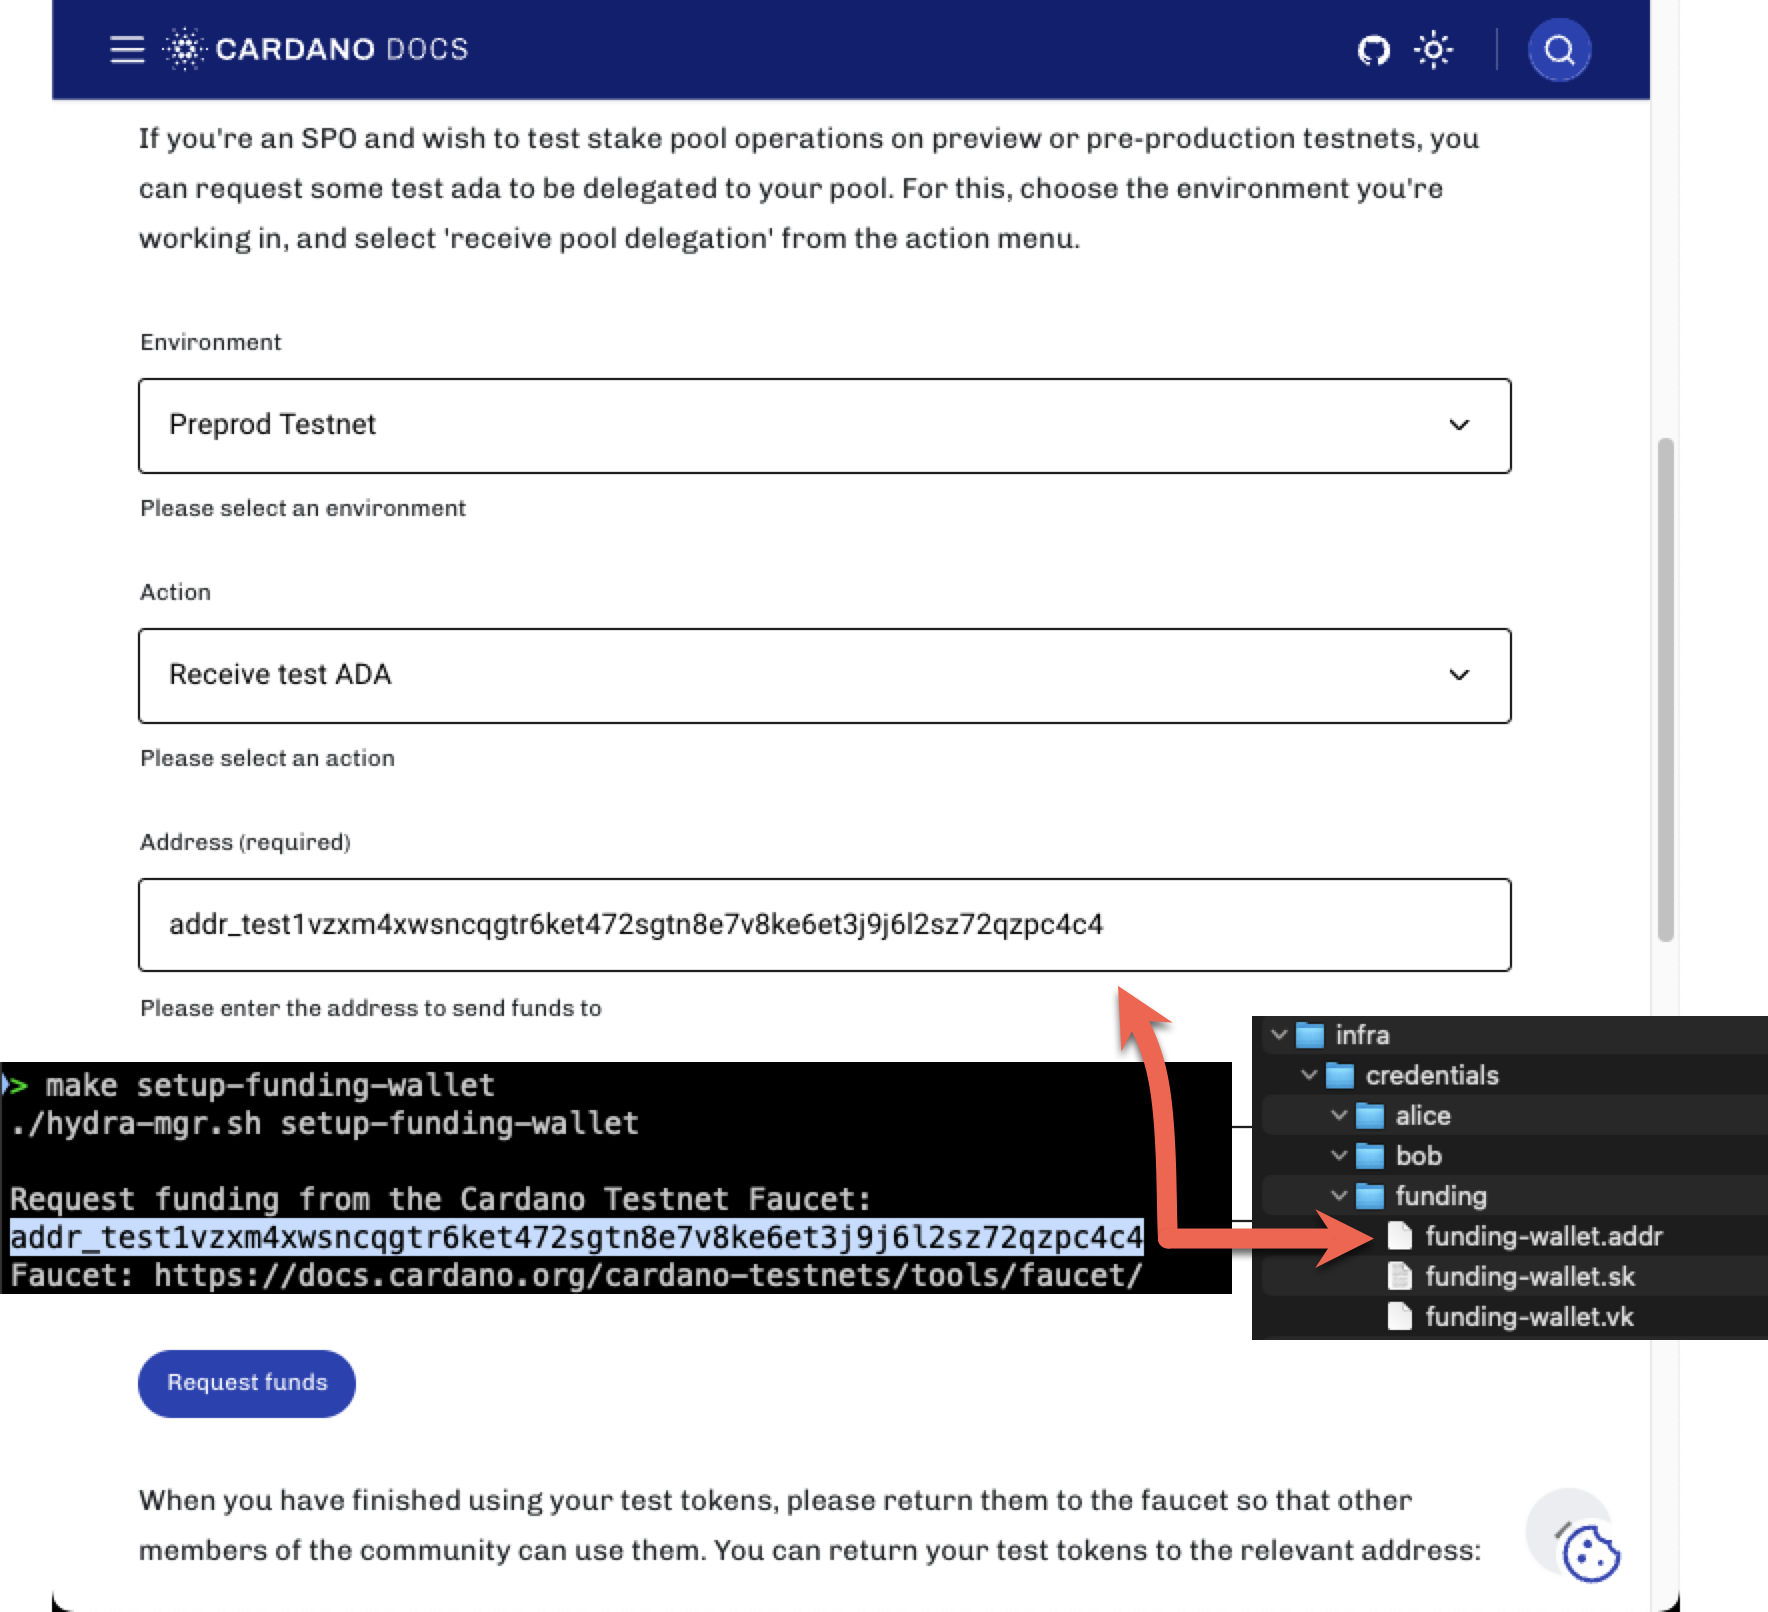 CARDANO DOCS
If you're an SPO and wish to test stake pool operations on preview or pre-production testnets, you
can request some test ada to be delegated to your pool. For this, choose the environment you're
working in, and select 'receive pool delegation' from the action menu.
Environment
Preprod Testnet
Please select an environment
Action
Receive test ADA
Please select an action
Address (required)
addr_test1vzxm4xwsncqgtr6ket472sgtn8e7v8ke6et3j9j6l2sz72qzpc4c4
Please enter the address to send funds to
> make setup-funding-wallet
./hydra-mgr.sh setup-funding-wallet
Request funding from the Cardano Testnet Faucet:
addr_test1vzxm4xwsncqgtr6ket472sgtn8e7v8ke6et3j9j6l2sz72qzpc4c4
Faucet: https://docs.cardano.org/cardano-testnets/tools/faucet/
infra
credentials
alice
bob
funding
funding-wallet.addr
funding-wallet.sk
funding-wallet.vk
Request funds
When you have finished using your test tokens, please return them to the faucet so that other
members of the community can use them. You can return your test tokens to the relevant address: